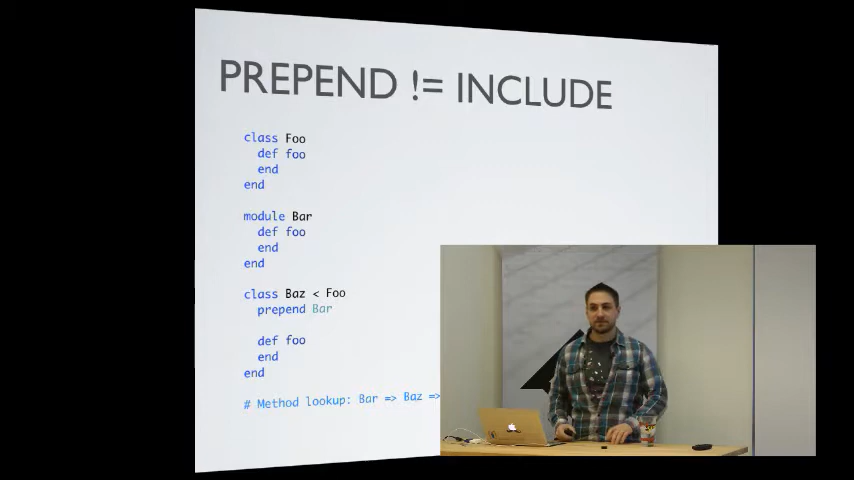 PREPEND != INCLUDE
class Foo
def foo
end
end
module Bar
def foo
end
end
class Baz < Foo
prepend Bar
def foo
end
end
# Method lookup: Bar => Baz =>